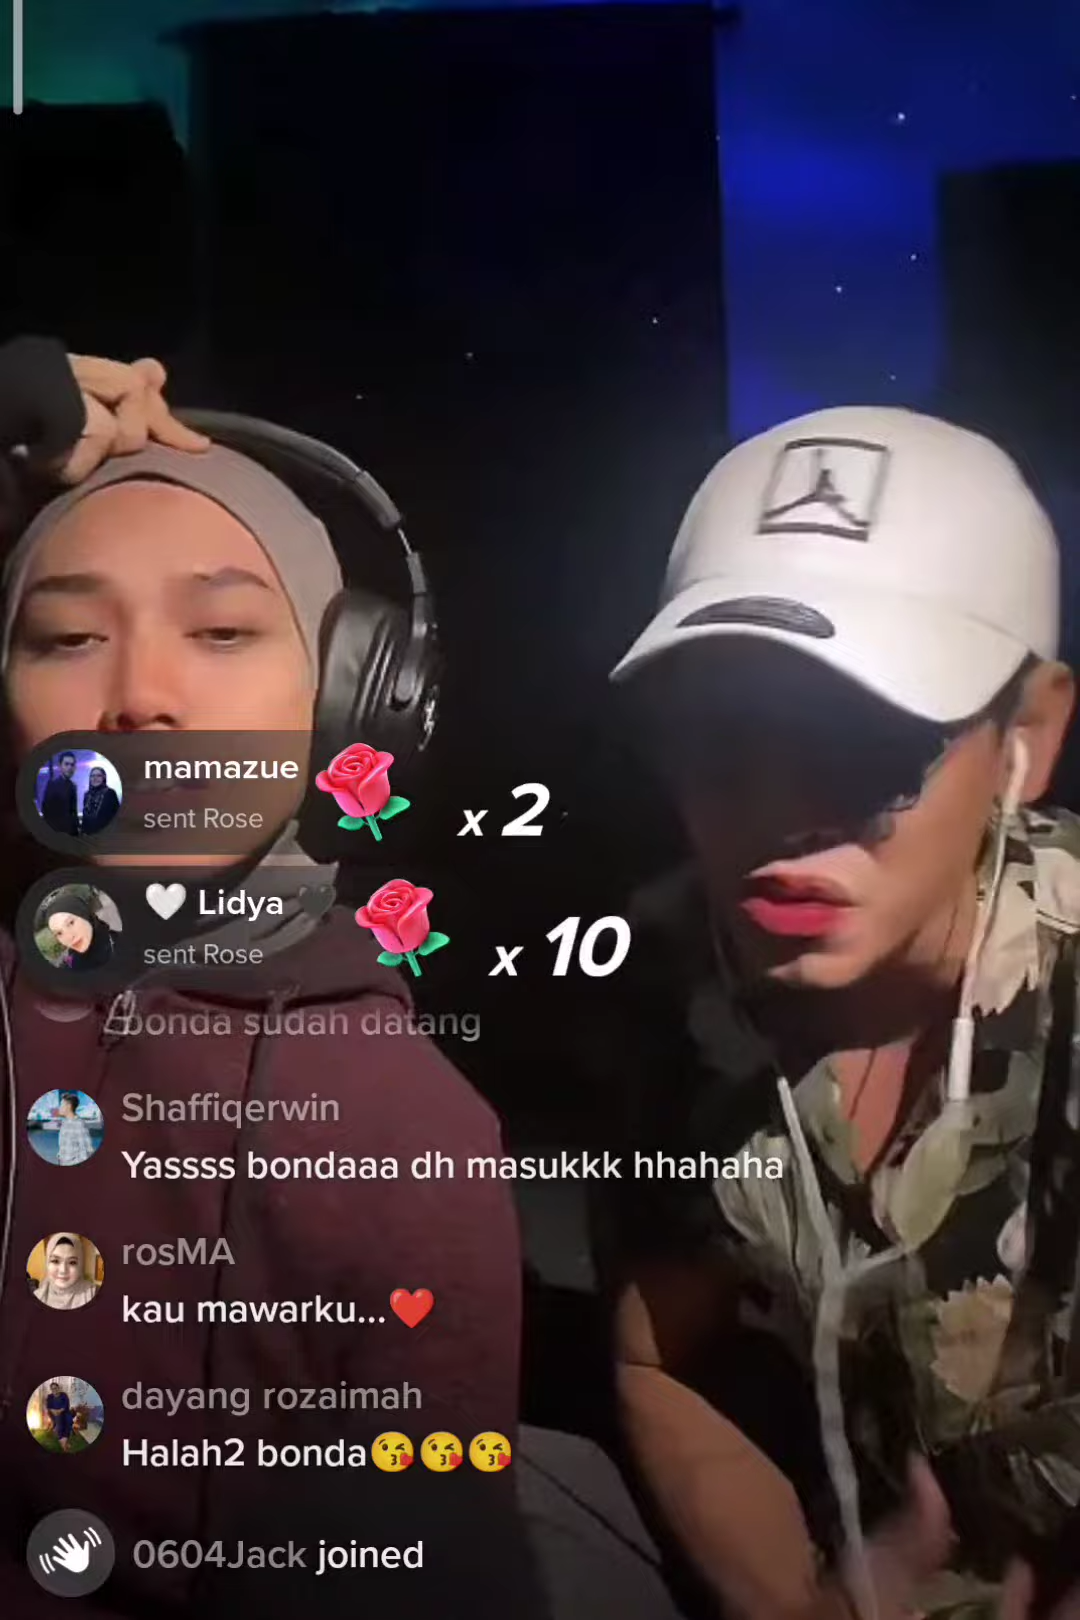 mamazue
sent Rose
x 2
🤍 Lidya 🖤
sent Rose
x 10
bonda sudah datang
Shaffiqerwin
Yassss bondaaa dh masukkk hhahaha
rosMA
kau mawarku...❤️
dayang rozaimah
Halah2 bonda😘😘😘
0604Jack joined